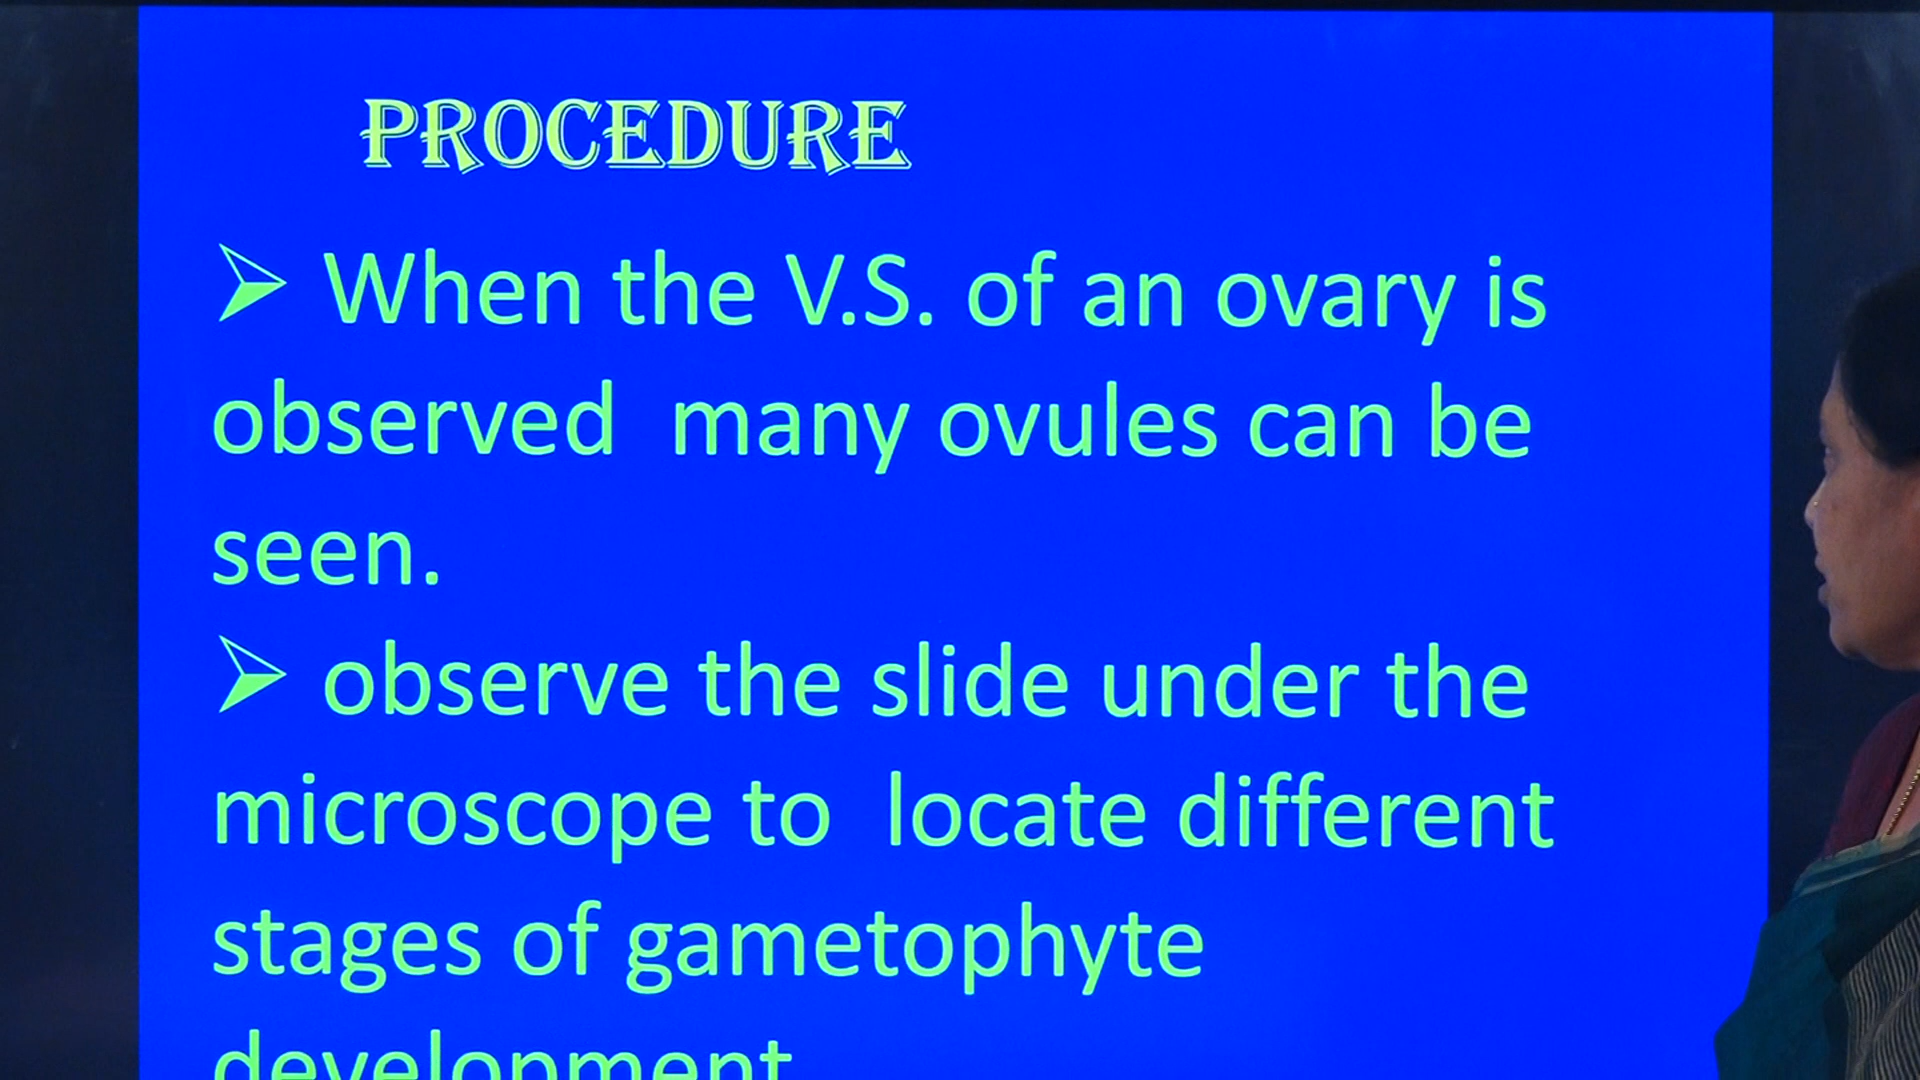 PROCEDURE
➢ When the V.S. of an ovary is
observed many ovules can be
seen.
➢ observe the slide under the
microscope to locate different
stages of gametophyte
development